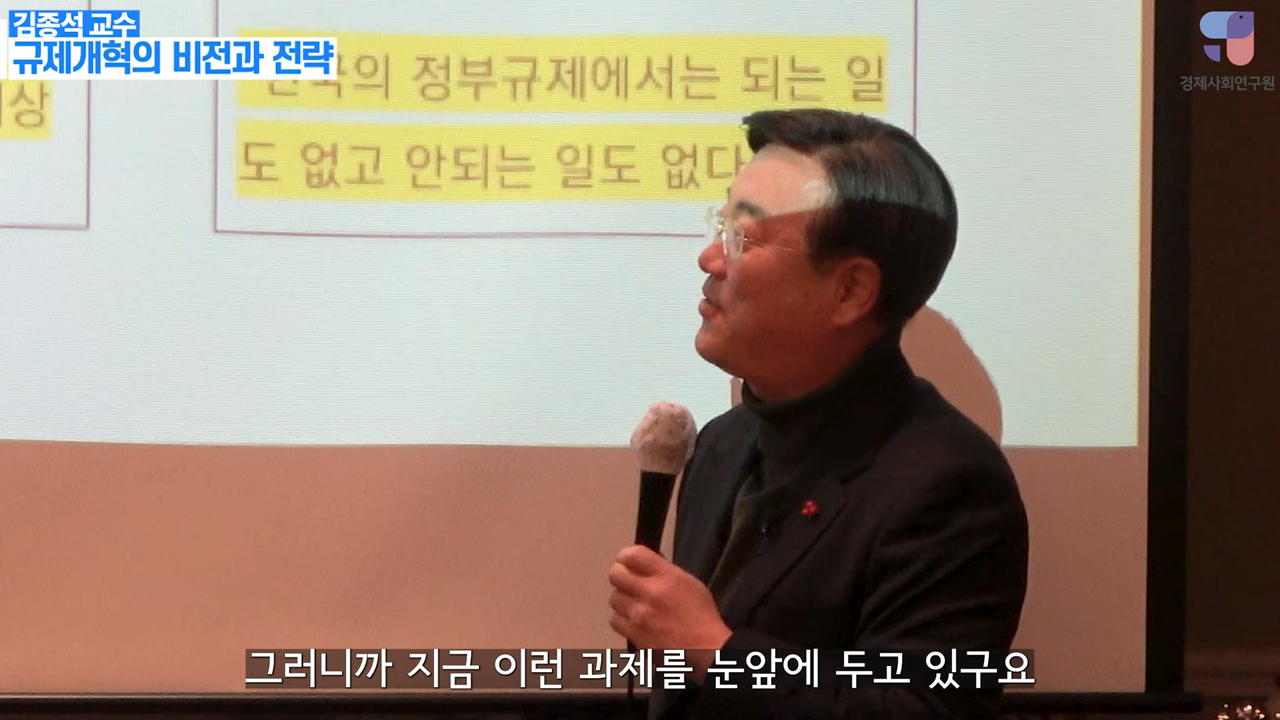 김종석 교수
규제개혁의 비전과 전략
경제사회연구원
상
정부규제에서는 되는 일
도 없고 안되는 일도 없다
그러니까 지금 이런 과제를 눈앞에 두고 있구요